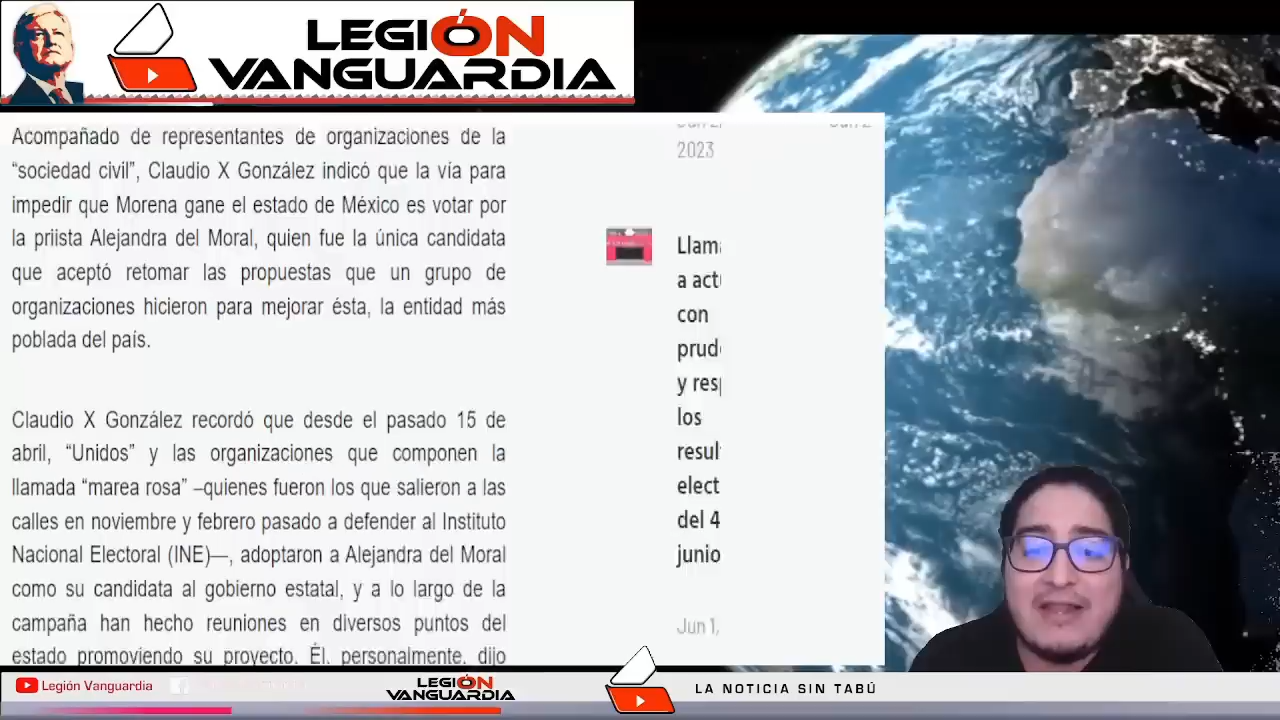 LEGIÓN
VANGUARDIA
Acompañado de representantes de organizaciones de la
“sociedad civil”, Claudio X González indicó que la vía para
impedir que Morena gane el estado de México es votar por
la priista Alejandra del Moral, quien fue la única candidata
que aceptó retomar las propuestas que un grupo de
organizaciones hicieron para mejorar ésta, la entidad más
poblada del país.
Claudio X González recordó que desde el pasado 15 de
abril, “Unidos” y las organizaciones que componen la
llamada “marea rosa” –quienes fueron los que salieron a las
calles en noviembre y febrero pasado a defender al Instituto
Nacional Electoral (INE)—, adoptaron a Alejandra del Moral
como su candidata al gobierno estatal, y a lo largo de la
campaña han hecho reuniones en diversos puntos del
estado promoviendo su proyecto. Él, personalmente, dijo
2023
Llama
a actu
con
prude
y resp
los
resul
elect
del 4
junio
Jun 1,
Legión Vanguardia
LEGIÓN
VANGUARDIA
LA NOTICIA SIN TABÚ